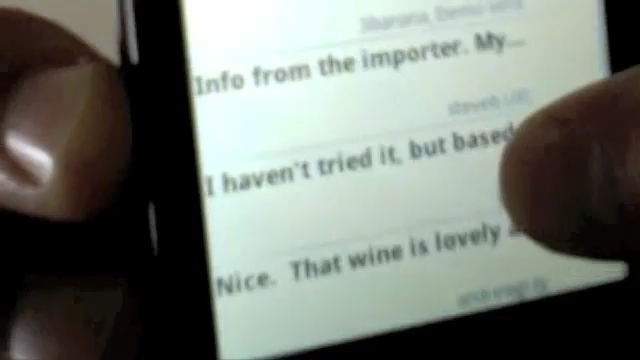 Info from the importer. My...
I haven't tried it, but based
Nice. That wine is lovely